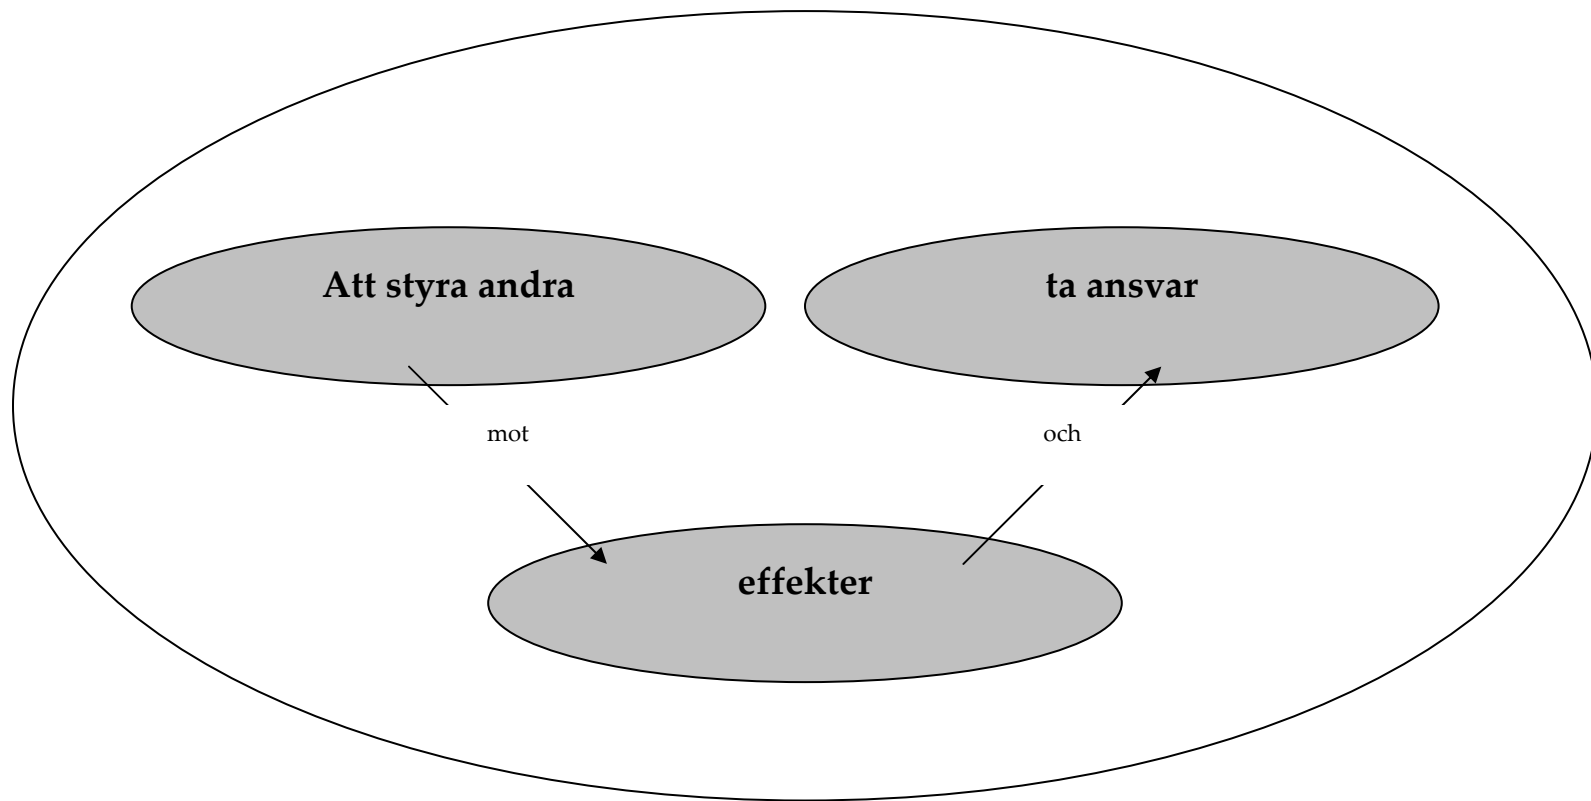 Att styra andra
ta ansvar
mot
och
effekter